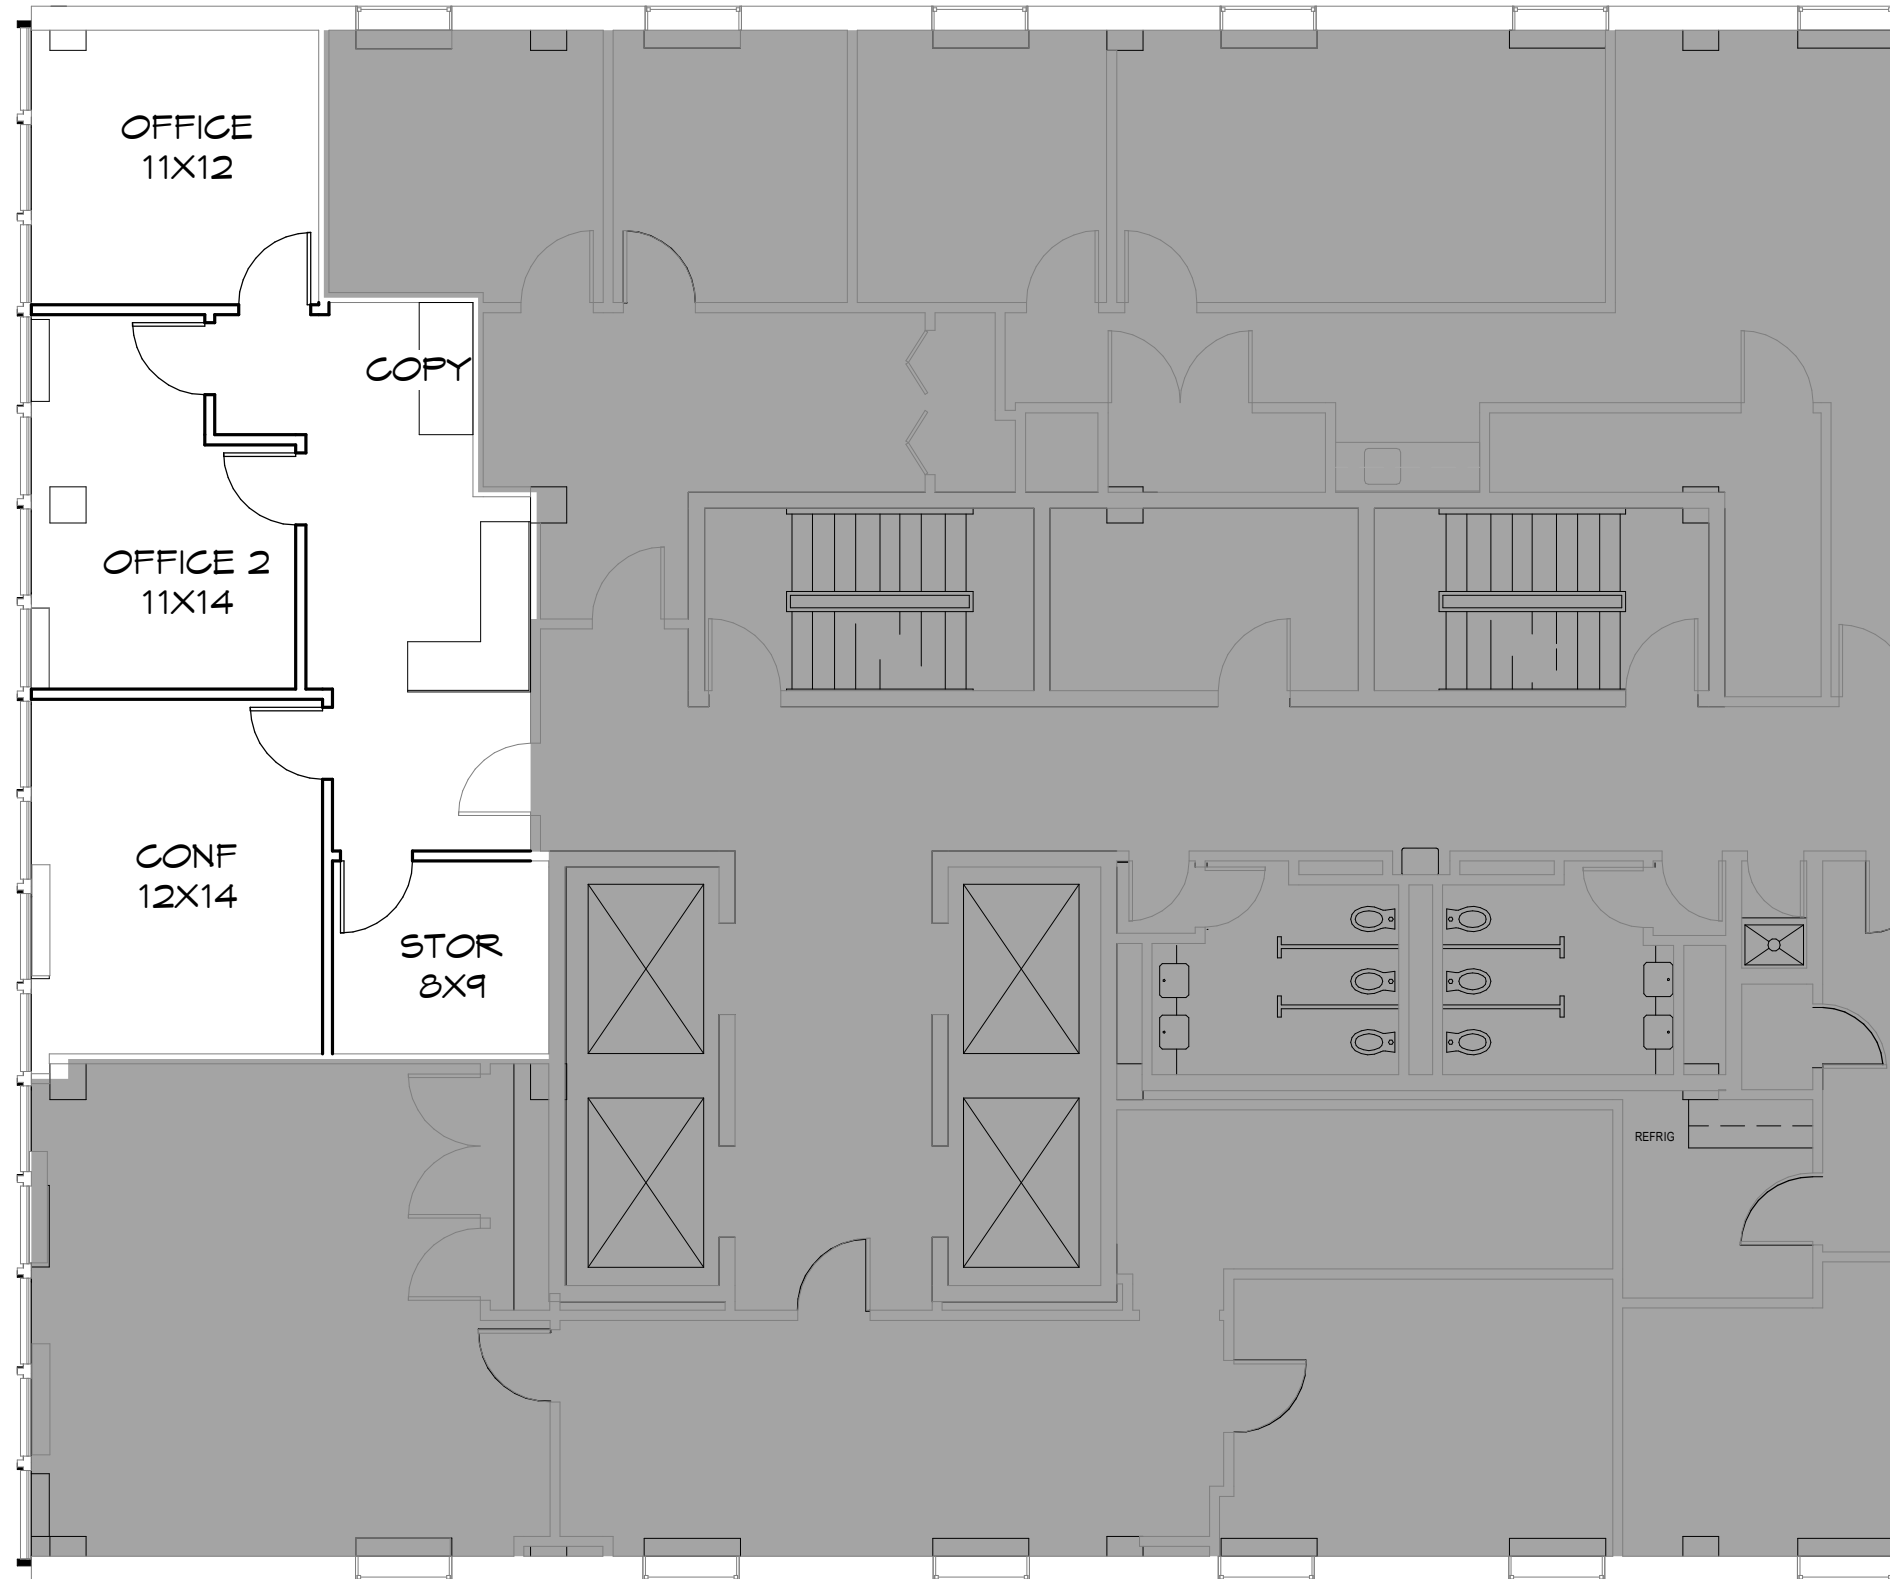 OFFICE
11X12
COPY
OFFICE 2
11X14
CONF
12X14
STOR
8X9
REFRIG